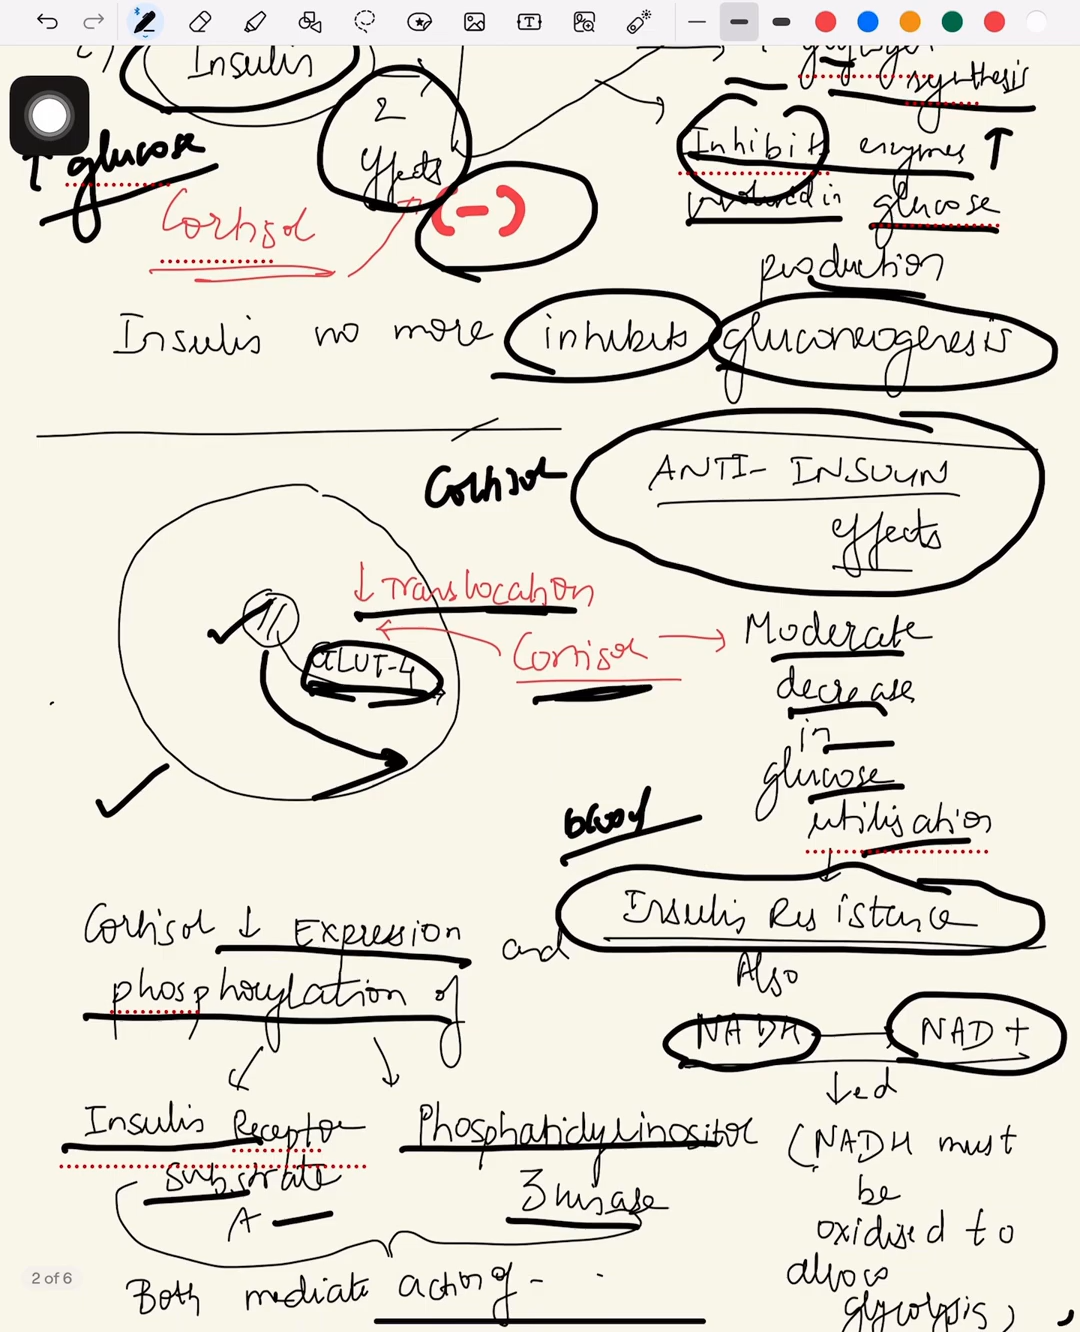 Insulin
2
effects
synthesis
Inhibit enzymes ↑
involved in glucose
production
↑ glucose
Cortisol
(-)
Insulin no more inhibits gluconeogenesis
Cortisol
ANTI-INSULIN
effects
↓ Translocation
GLUT-4
Cortisol
Moderate
decrease
in
glucose
utilisation
blood
Insulin Resistance
Cortisol ↓ Expression and
phosphorylation of
Also
NADH NAD+
↓ed
Insulin Receptor
substrate
Phosphatidylinositol
3 kinase
(NADH must
be
oxidised to
allow
glycolysis)
Both mediate action of -
2 of 6